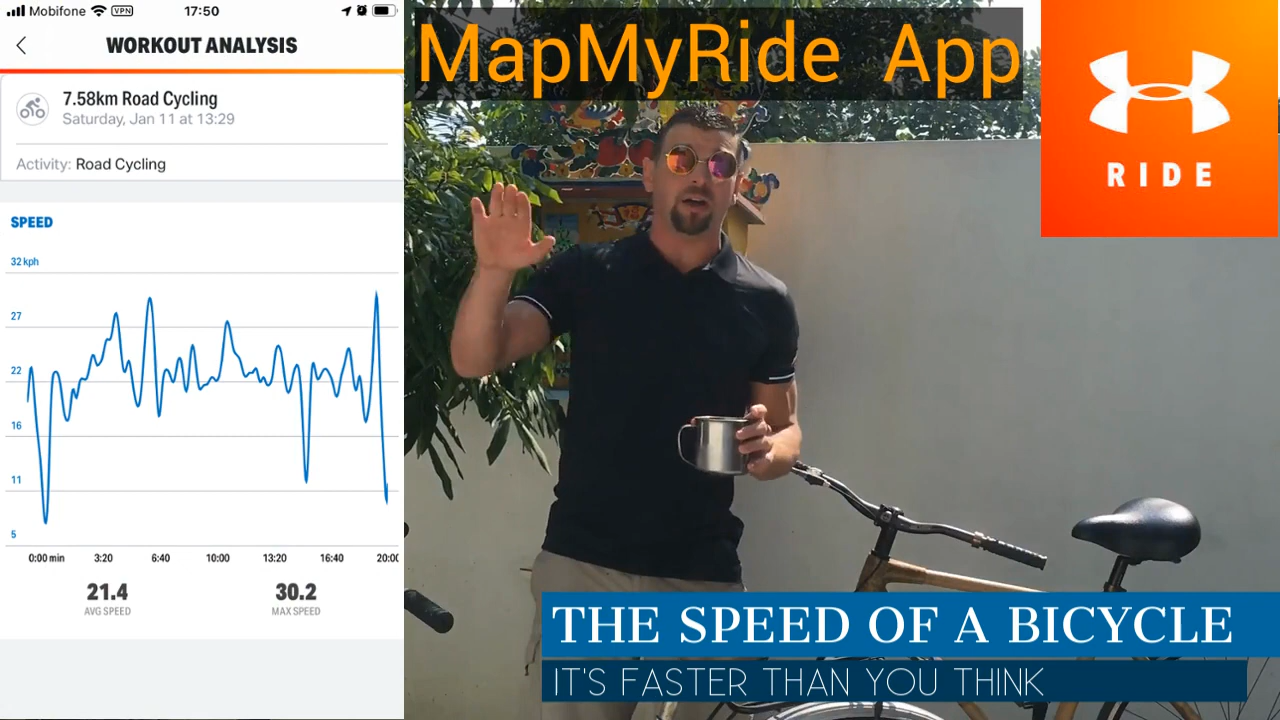 Mobifone VPN 17:50
WORKOUT ANALYSIS
7.58km Road Cycling
Saturday, Jan 11 at 13:29
Activity: Road Cycling
SPEED
32 kph
27
22
16
11
5
0:00 min 3:20 6:40 10:00 13:20 16:40 20:00
21.4 30.2
AVG SPEED MAX SPEED
MapMyRide App
RIDE
THE SPEED OF A BICYCLE
IT'S FASTER THAN YOU THINK